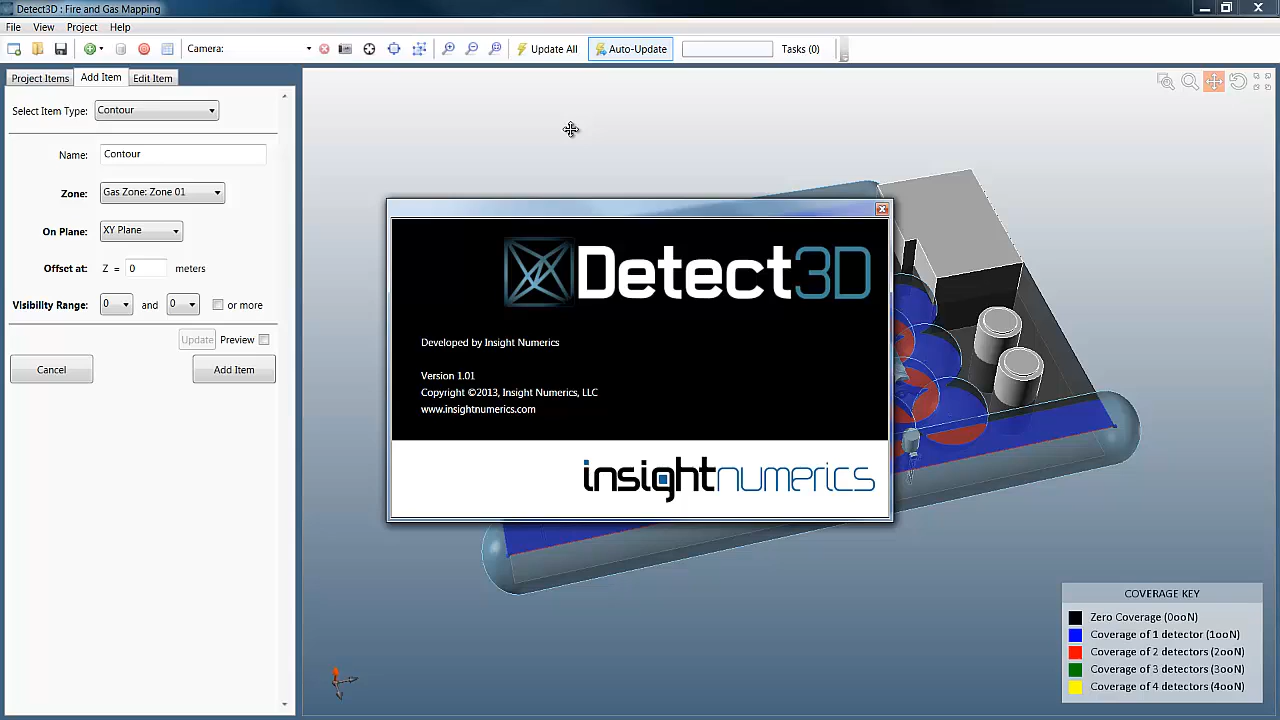 Detect3D : Fire and Gas Mapping
File View Project Help
Camera: Update All Auto-Update Tasks (0)
Project Items Add Item Edit Item
Select Item Type: Contour
Name: Contour
Zone: Gas Zone: Zone 01
On Plane: XY Plane
Offset at: Z = 0 meters
Visibility Range: 0 and 0 or more
Update Preview
Cancel Add Item
Detect3D
Developed by Insight Numerics
Version 1.01
Copyright ©2013, Insight Numerics, LLC
www.insightnumerics.com
insightnumerics
COVERAGE KEY
Zero Coverage (0ooN)
Coverage of 1 detector (1ooN)
Coverage of 2 detectors (2ooN)
Coverage of 3 detectors (3ooN)
Coverage of 4 detectors (4ooN)